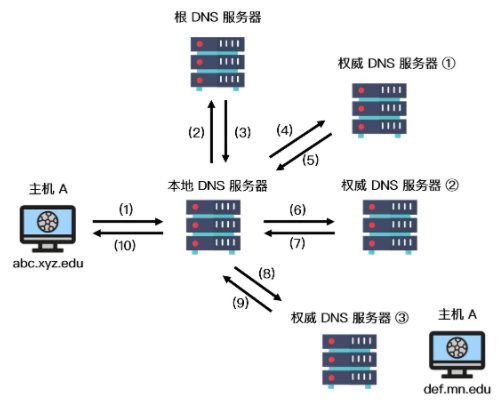 根 DNS 服务器
权威 DNS 服务器 ①
(2)
(3)
(4)
(5)
主机 A
本地 DNS 服务器
权威 DNS 服务器 ②
(1)
(10)
(6)
(7)
abc.xyz.edu
(8)
(9)
权威 DNS 服务器 ③
主机 A
def.mn.edu